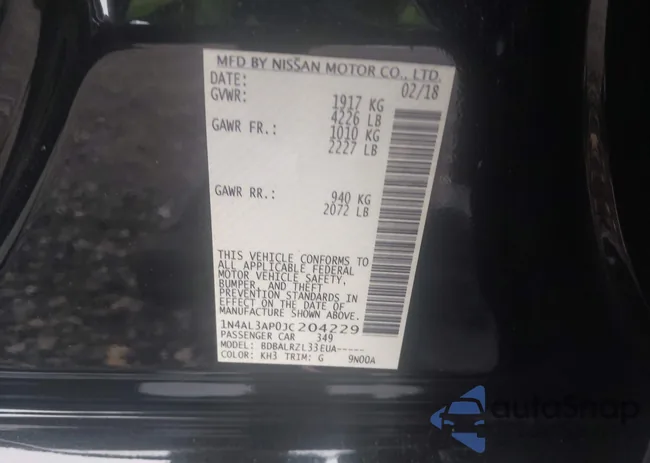 MFD BY NISSAN MOTOR CO., LTD.
DATE: 02/18
GVWR: 1917 KG
4226 LB
GAWR FR.: 1010 KG
2227 LB
GAWR RR.: 940 KG
2072 LB
THIS VEHICLE CONFORMS TO
ALL APPLICABLE FEDERAL
MOTOR VEHICLE SAFETY,
BUMPER, AND THEFT
PREVENTION STANDARDS IN
EFFECT ON THE DATE OF
MANUFACTURE SHOWN ABOVE.
1N4AL3AP0JC204229
PASSENGER CAR 349
MODEL: BDBALRZL33EUA-----
COLOR: KH3 TRIM: G 9N00A
autoSnap